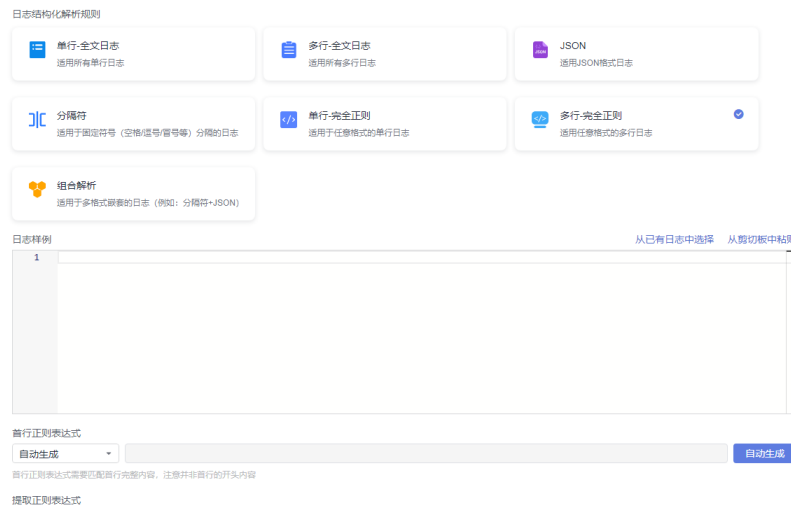 日志结构化解析规则
单行-全文日志
适用所有单行日志
多行-全文日志
适用所有多行日志
JSON
JSON
适用JSON格式日志
分隔符
适用于固定符号（空格/逗号/冒号等）分隔的日志
单行-完全正则
适用于任意格式的单行日志
多行-完全正则
适用任意格式的多行日志
组合解析
适用于多格式嵌套的日志（例如：分隔符+JSON）
日志样例
从已有日志中选择 从剪切板中粘贴
1
首行正则表达式
自动生成 自动生成
首行正则表达式需要匹配首行完整内容，注意并非首行的开头内容
提取正则表达式